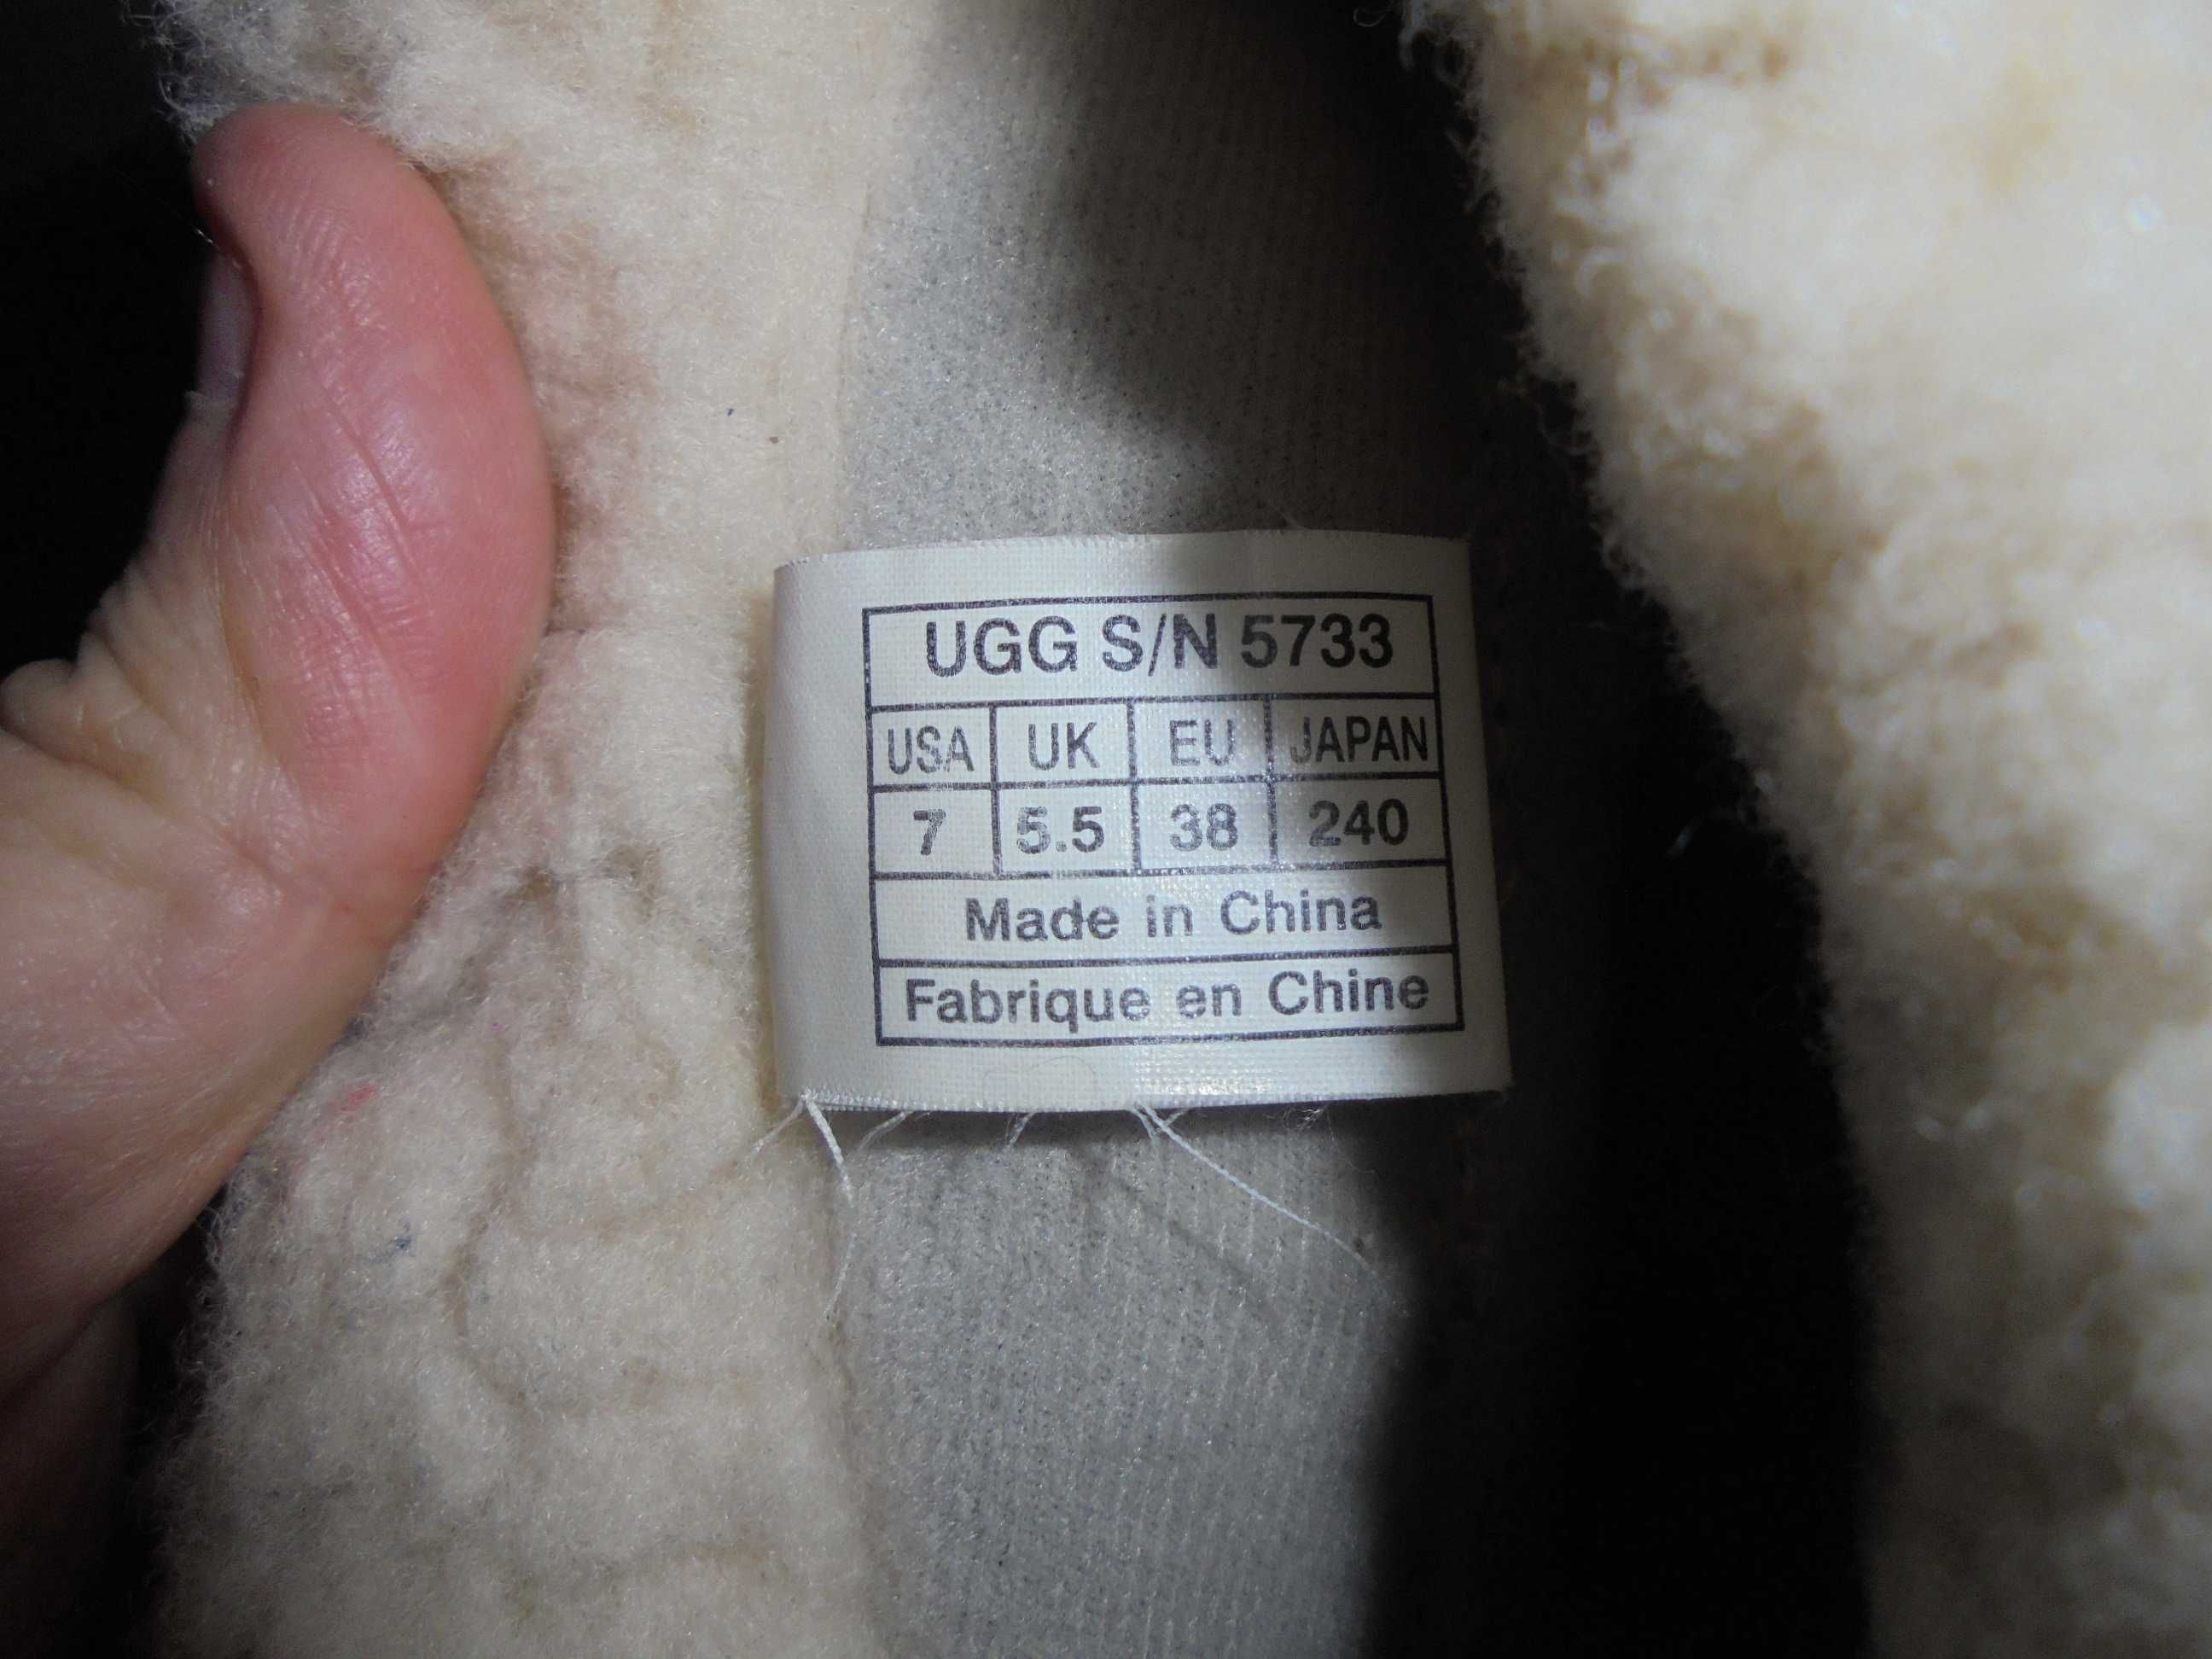 UGG S/N 5733
USA UK EU JAPAN
7 5.5 38 240
Made in China
Fabrique en Chine